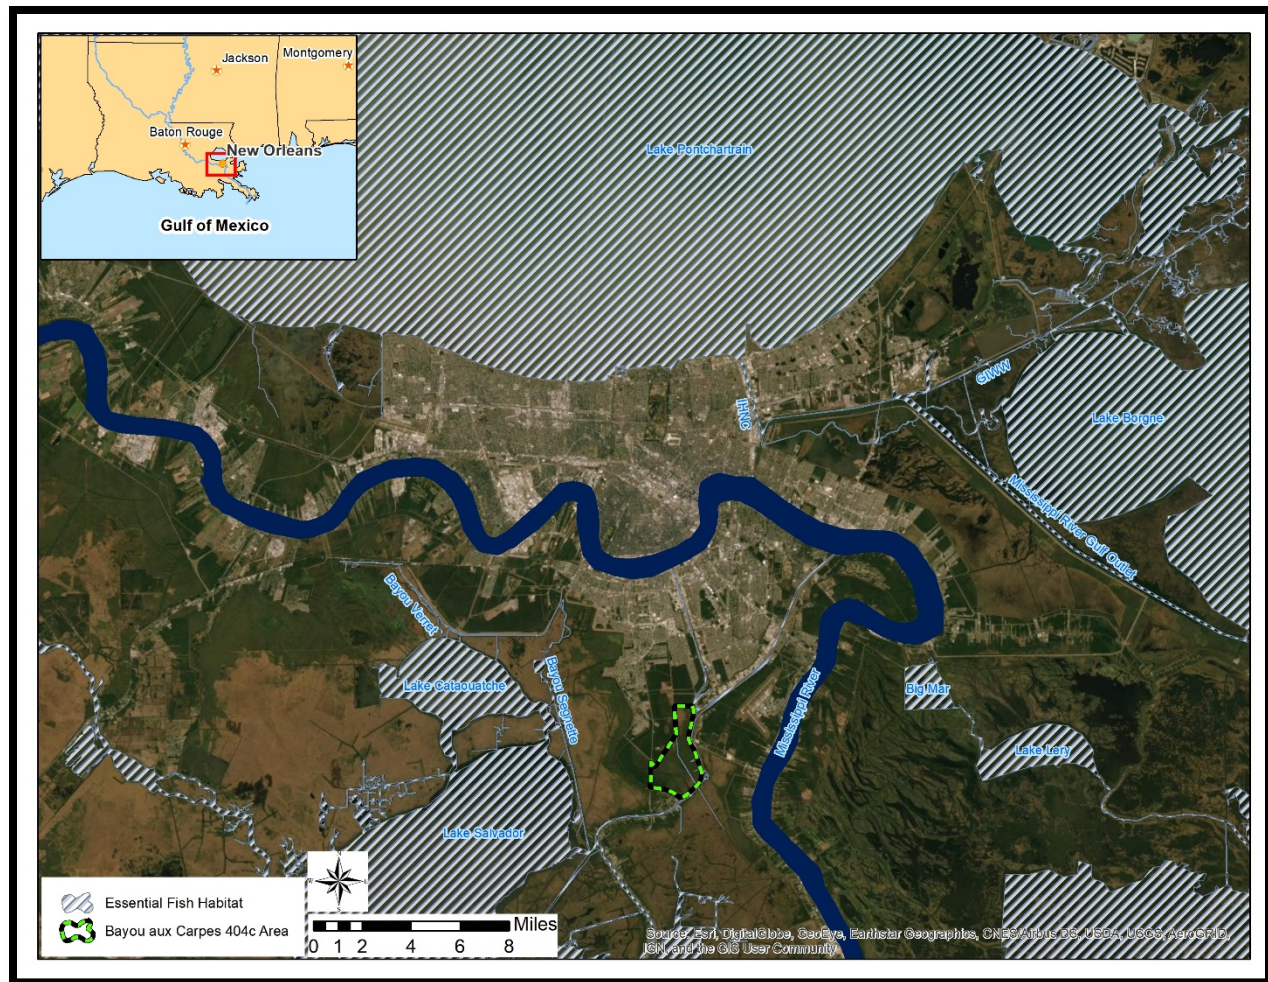 Jackson
Montgomery
Baton Rouge
New Orleans
Gulf of Mexico
Lake Pontchartrain
IHNC
GIWW
Lake Borgne
Mississippi River Gulf Outlet
Bayou Verret
Lake Cataouatche
Bayou Segnette
Mississippi River
Big Mar
Lake Lery
Lake Salvador
Essential Fish Habitat
Bayou aux Carpes 404c Area
Miles
0 1 2 4 6 8
Source: Esri, DigitalGlobe, GeoEye, Earthstar Geographics, CNES/Airbus DS, USDA, USGS, AeroGRID,
IGN, and the GIS User Community